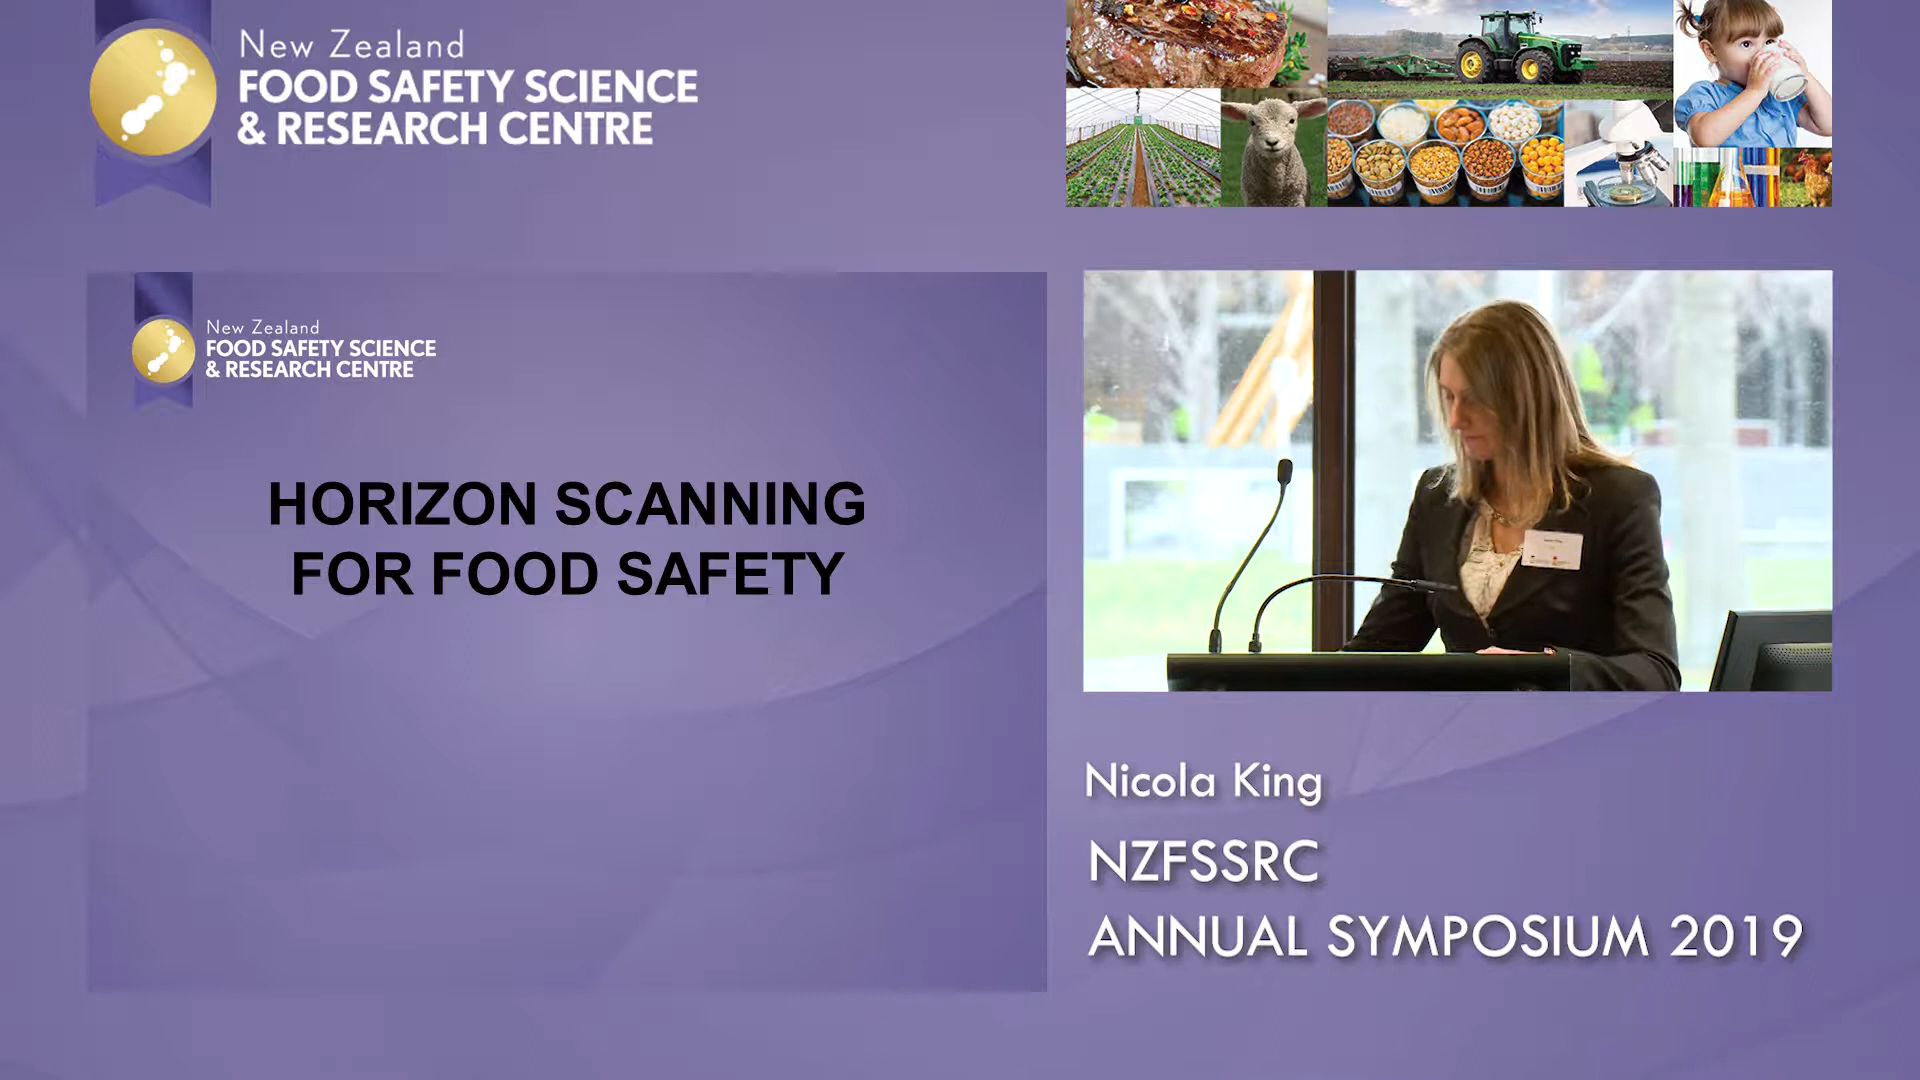 New Zealand
FOOD SAFETY SCIENCE
& RESEARCH CENTRE
New Zealand
FOOD SAFETY SCIENCE
& RESEARCH CENTRE
HORIZON SCANNING
FOR FOOD SAFETY
Nicola King
NZFSSRC
ANNUAL SYMPOSIUM 2019